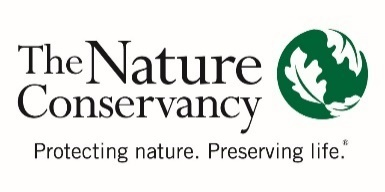 The Nature
Conservancy
Protecting nature. Preserving life.®